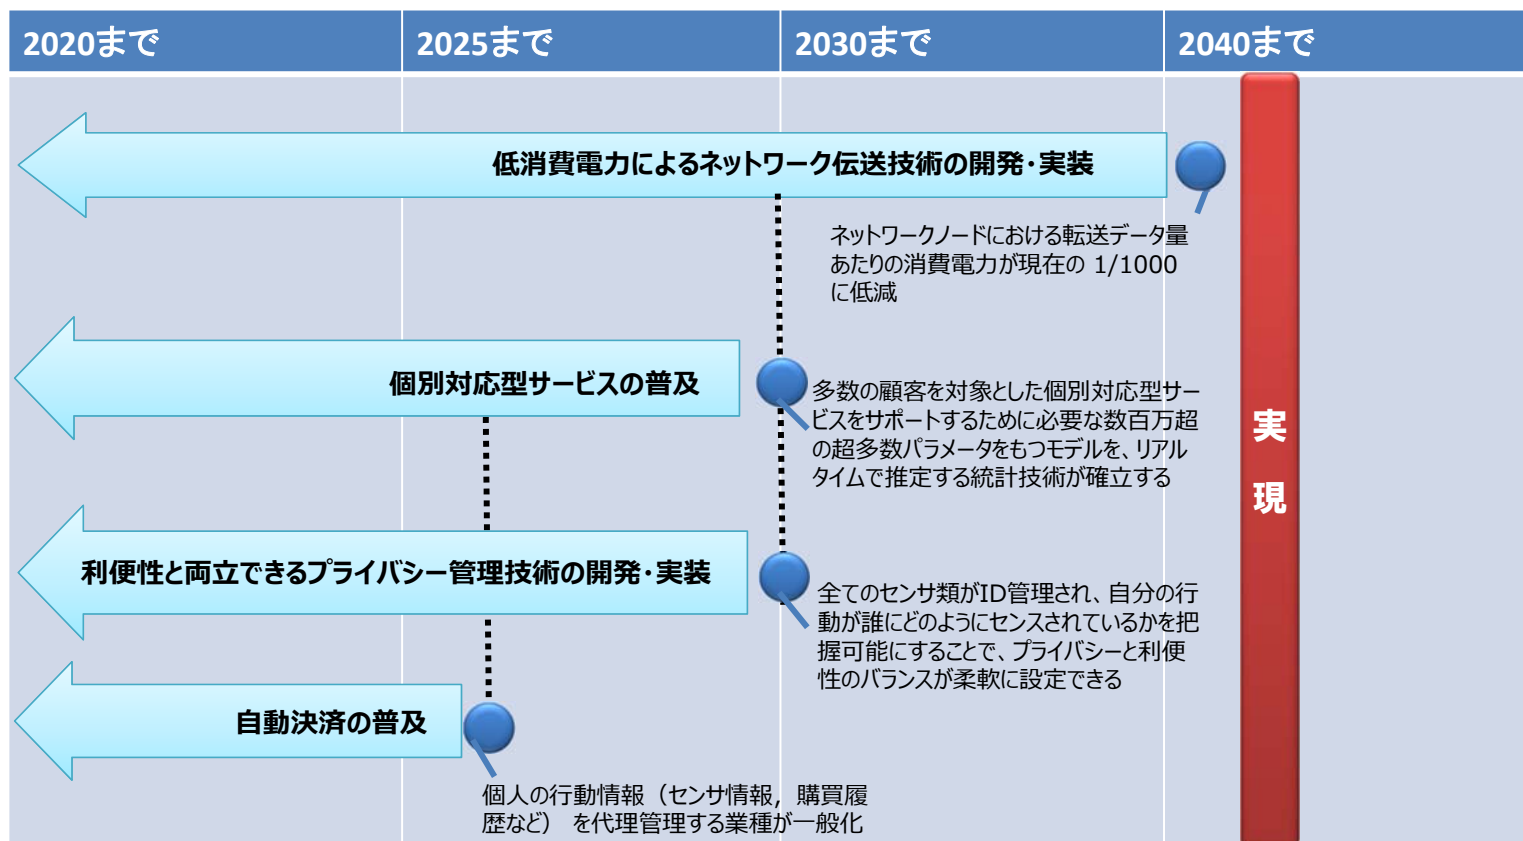 2020まで
2025まで
2030まで
2040まで
低消費電力によるネットワーク伝送技術の開発・実装
ネットワークノードにおける転送データ量
あたりの消費電力が現在の 1/1000
に低減
個別対応型サービスの普及
多数の顧客を対象とした個別対応型サー
ビスをサポートするために必要な数百万超
の超多数パラメータをもつモデルを、リアル
タイムで推定する統計技術が確立する
実現
利便性と両立できるプライバシー管理技術の開発・実装
全てのセンサ類がID管理され、自分の行
動が誰にどのようにセンスされているかを把
握可能にすることで、プライバシーと利便
性のバランスが柔軟に設定できる
自動決済の普及
個人の行動情報（センサ情報, 購買履
歴など） を代理管理する業種が一般化